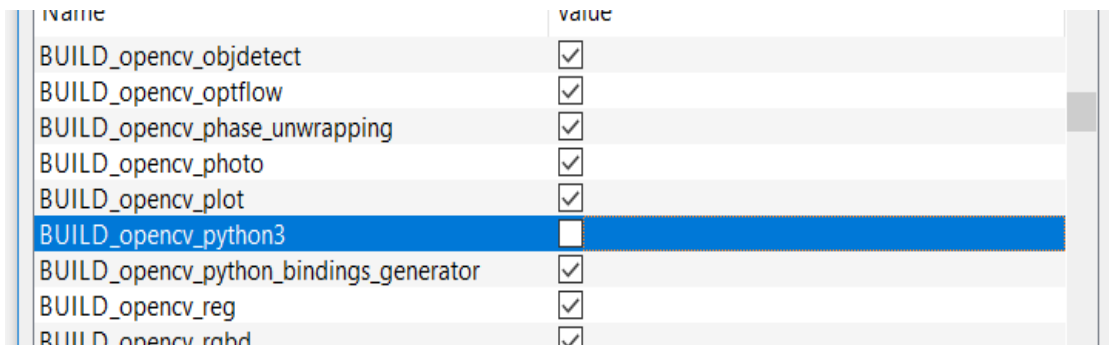 Name Value
BUILD_opencv_objdetect
BUILD_opencv_optflow
BUILD_opencv_phase_unwrapping
BUILD_opencv_photo
BUILD_opencv_plot
BUILD_opencv_python3
BUILD_opencv_python_bindings_generator
BUILD_opencv_reg
BUILD_opencv_rgbd